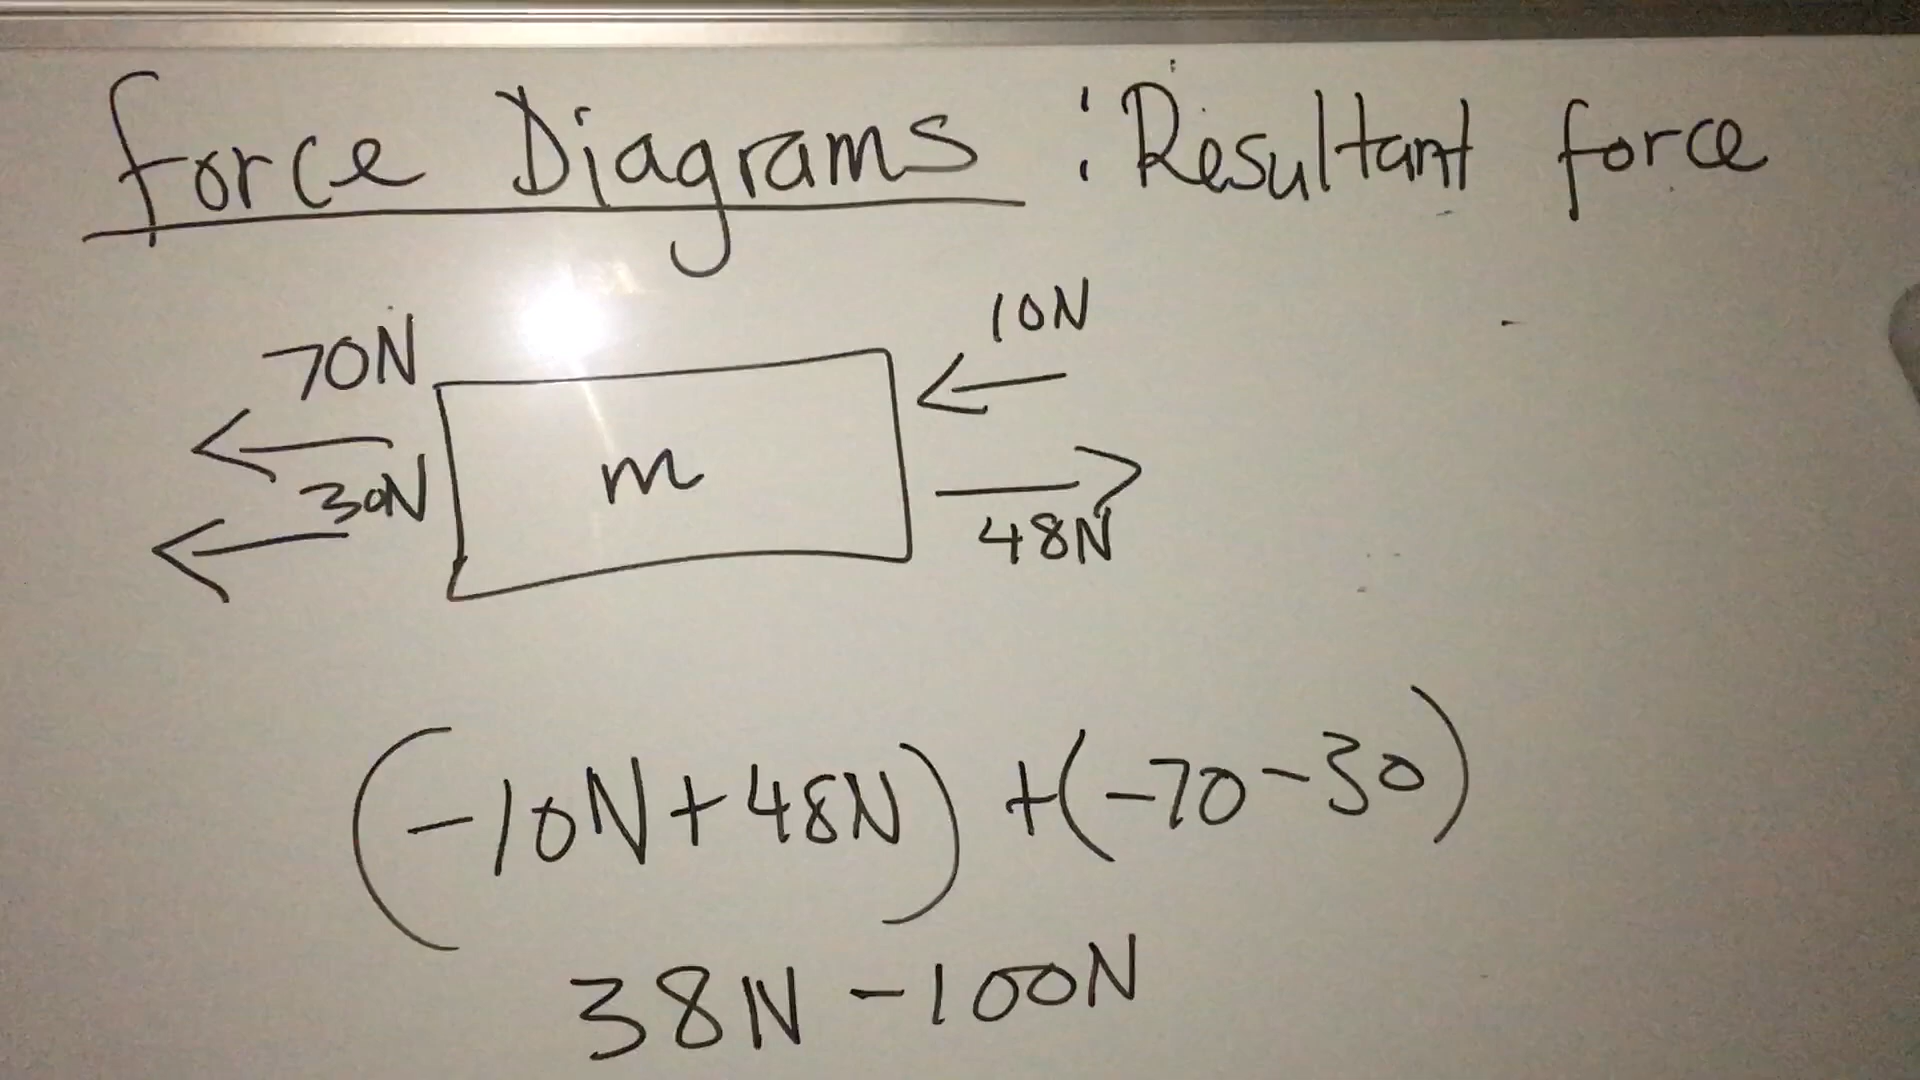 Force Diagrams : Resultant force
70N
10N
30N
m
48N
(-10N+48N) +(-70-30)
38N -100N